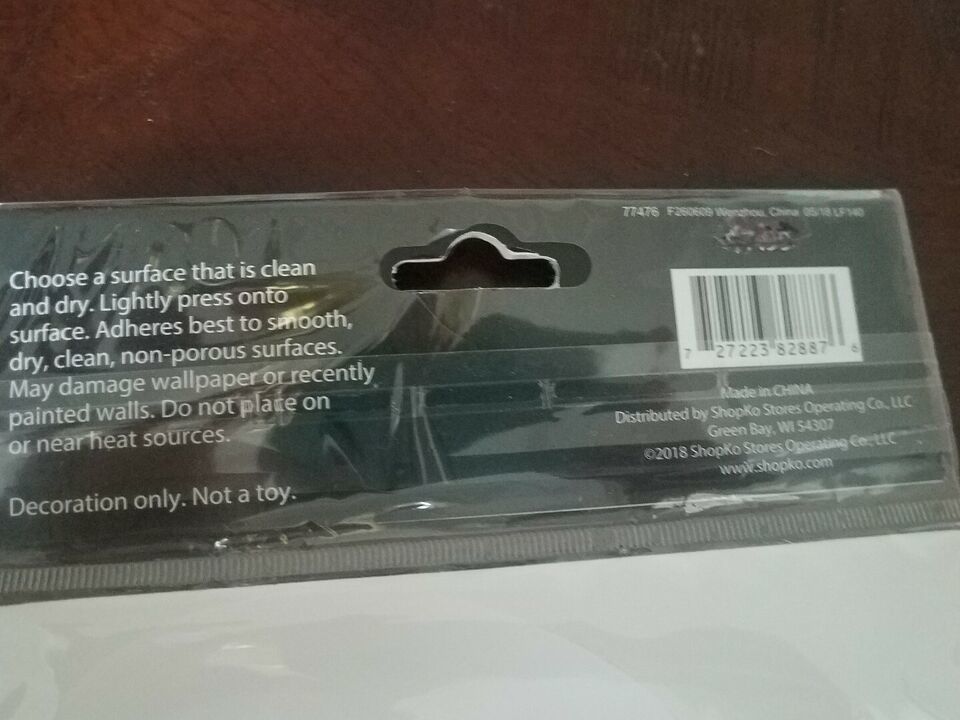 77476 F260609 Wenzhou, China 05/18 LF140
Choose a surface that is clean
and dry. Lightly press onto
surface. Adheres best to smooth,
dry, clean, non-porous surfaces.
May damage wallpaper or recently
painted walls. Do not place on
or near heat sources.
Decoration only. Not a toy.
7 27223 82887 6
Made in CHINA
Distributed by ShopKo Stores Operating Co., LLC
Green Bay, WI 54307
©2018 ShopKo Stores Operating Co., LLC
www.shopko.com